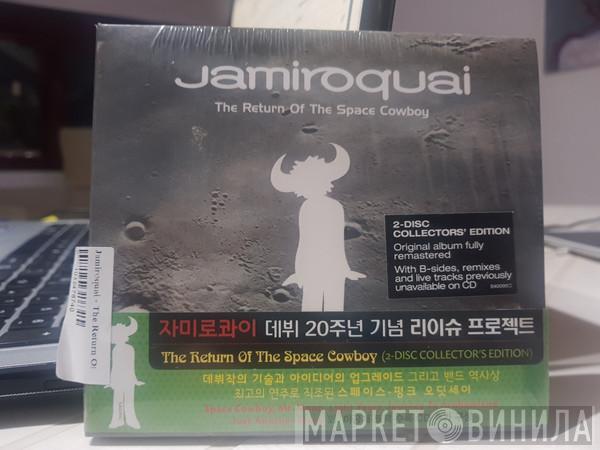 Jamiroquai
The Return Of The Space Cowboy
2-DISC
COLLECTORS' EDITION
Original album fully
remastered
With B-sides, remixes
and live tracks previously
unavailable on CD
Jamiroquai - The Return O
자미로콰이 데뷔 20주년 기념 리이슈 프로젝트
The Return Of The Space Cowboy (2-DISC COLLECTOR'S EDITION)
데뷔작의 기술과 아이디어의 업그레이드 그리고 밴드 역사상
최고의 연주로 직조된 스페이스-펑크 오딧세이
Space Cowboy,
МАРКЕТ ВИНИЛА